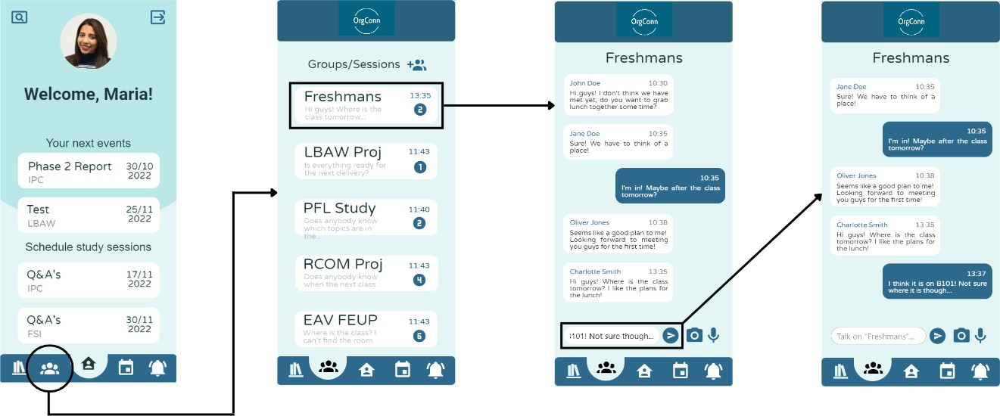 Welcome, Maria!
Your next events
Phase 2 Report 30/10
2022
IPC
Test 25/11
2022
LBAW
Schedule study sessions
Q&A's 17/11
2022
IPC
Q&A's 30/11
2022
FSI
OrgConn
Groups/Sessions
Freshmans 13:35
Hi guys! Where is the 2
class tomorrow...
LBAW Proj 11:43
Is everything ready for 1
the next delivery?
PFL Study 11:40
Does anybody know 2
which topics are in
the...
RCOM Proj 11:43
Does anybody know 4
when the next class
EAV FEUP 11:43
Where is the class? I 6
can't find the room
OrgConn
Freshmans
John Doe 10:30
Hi guys! I don't think we have
met yet, do you want to grab
lunch together some time?
Jane Doe 10:35
Sure! We have to think of a
place!
10:35
I'm in! Maybe after the class
tomorrow?
Oliver Jones 10:38
Seems like a good plan to me!
Looking forward to meeting
you guys for the first time!
Charlotte Smith 13:35
Hi guys! Where is the class
tomorrow? I like the plans for
the lunch!
101! Not sure though...
OrgConn
Freshmans
Jane Doe 10:35
Sure! We have to think of a
place!
10:35
I'm in! Maybe after the class
tomorrow?
Oliver Jones 10:38
Seems like a good plan to me!
Looking forward to meeting
you guys for the first time!
Charlotte Smith 13:35
Hi guys! Where is the class
tomorrow? I like the plans for
the lunch!
13:37
I think it is on B101! Not sure
where it is though...
Talk on "Freshmans"...